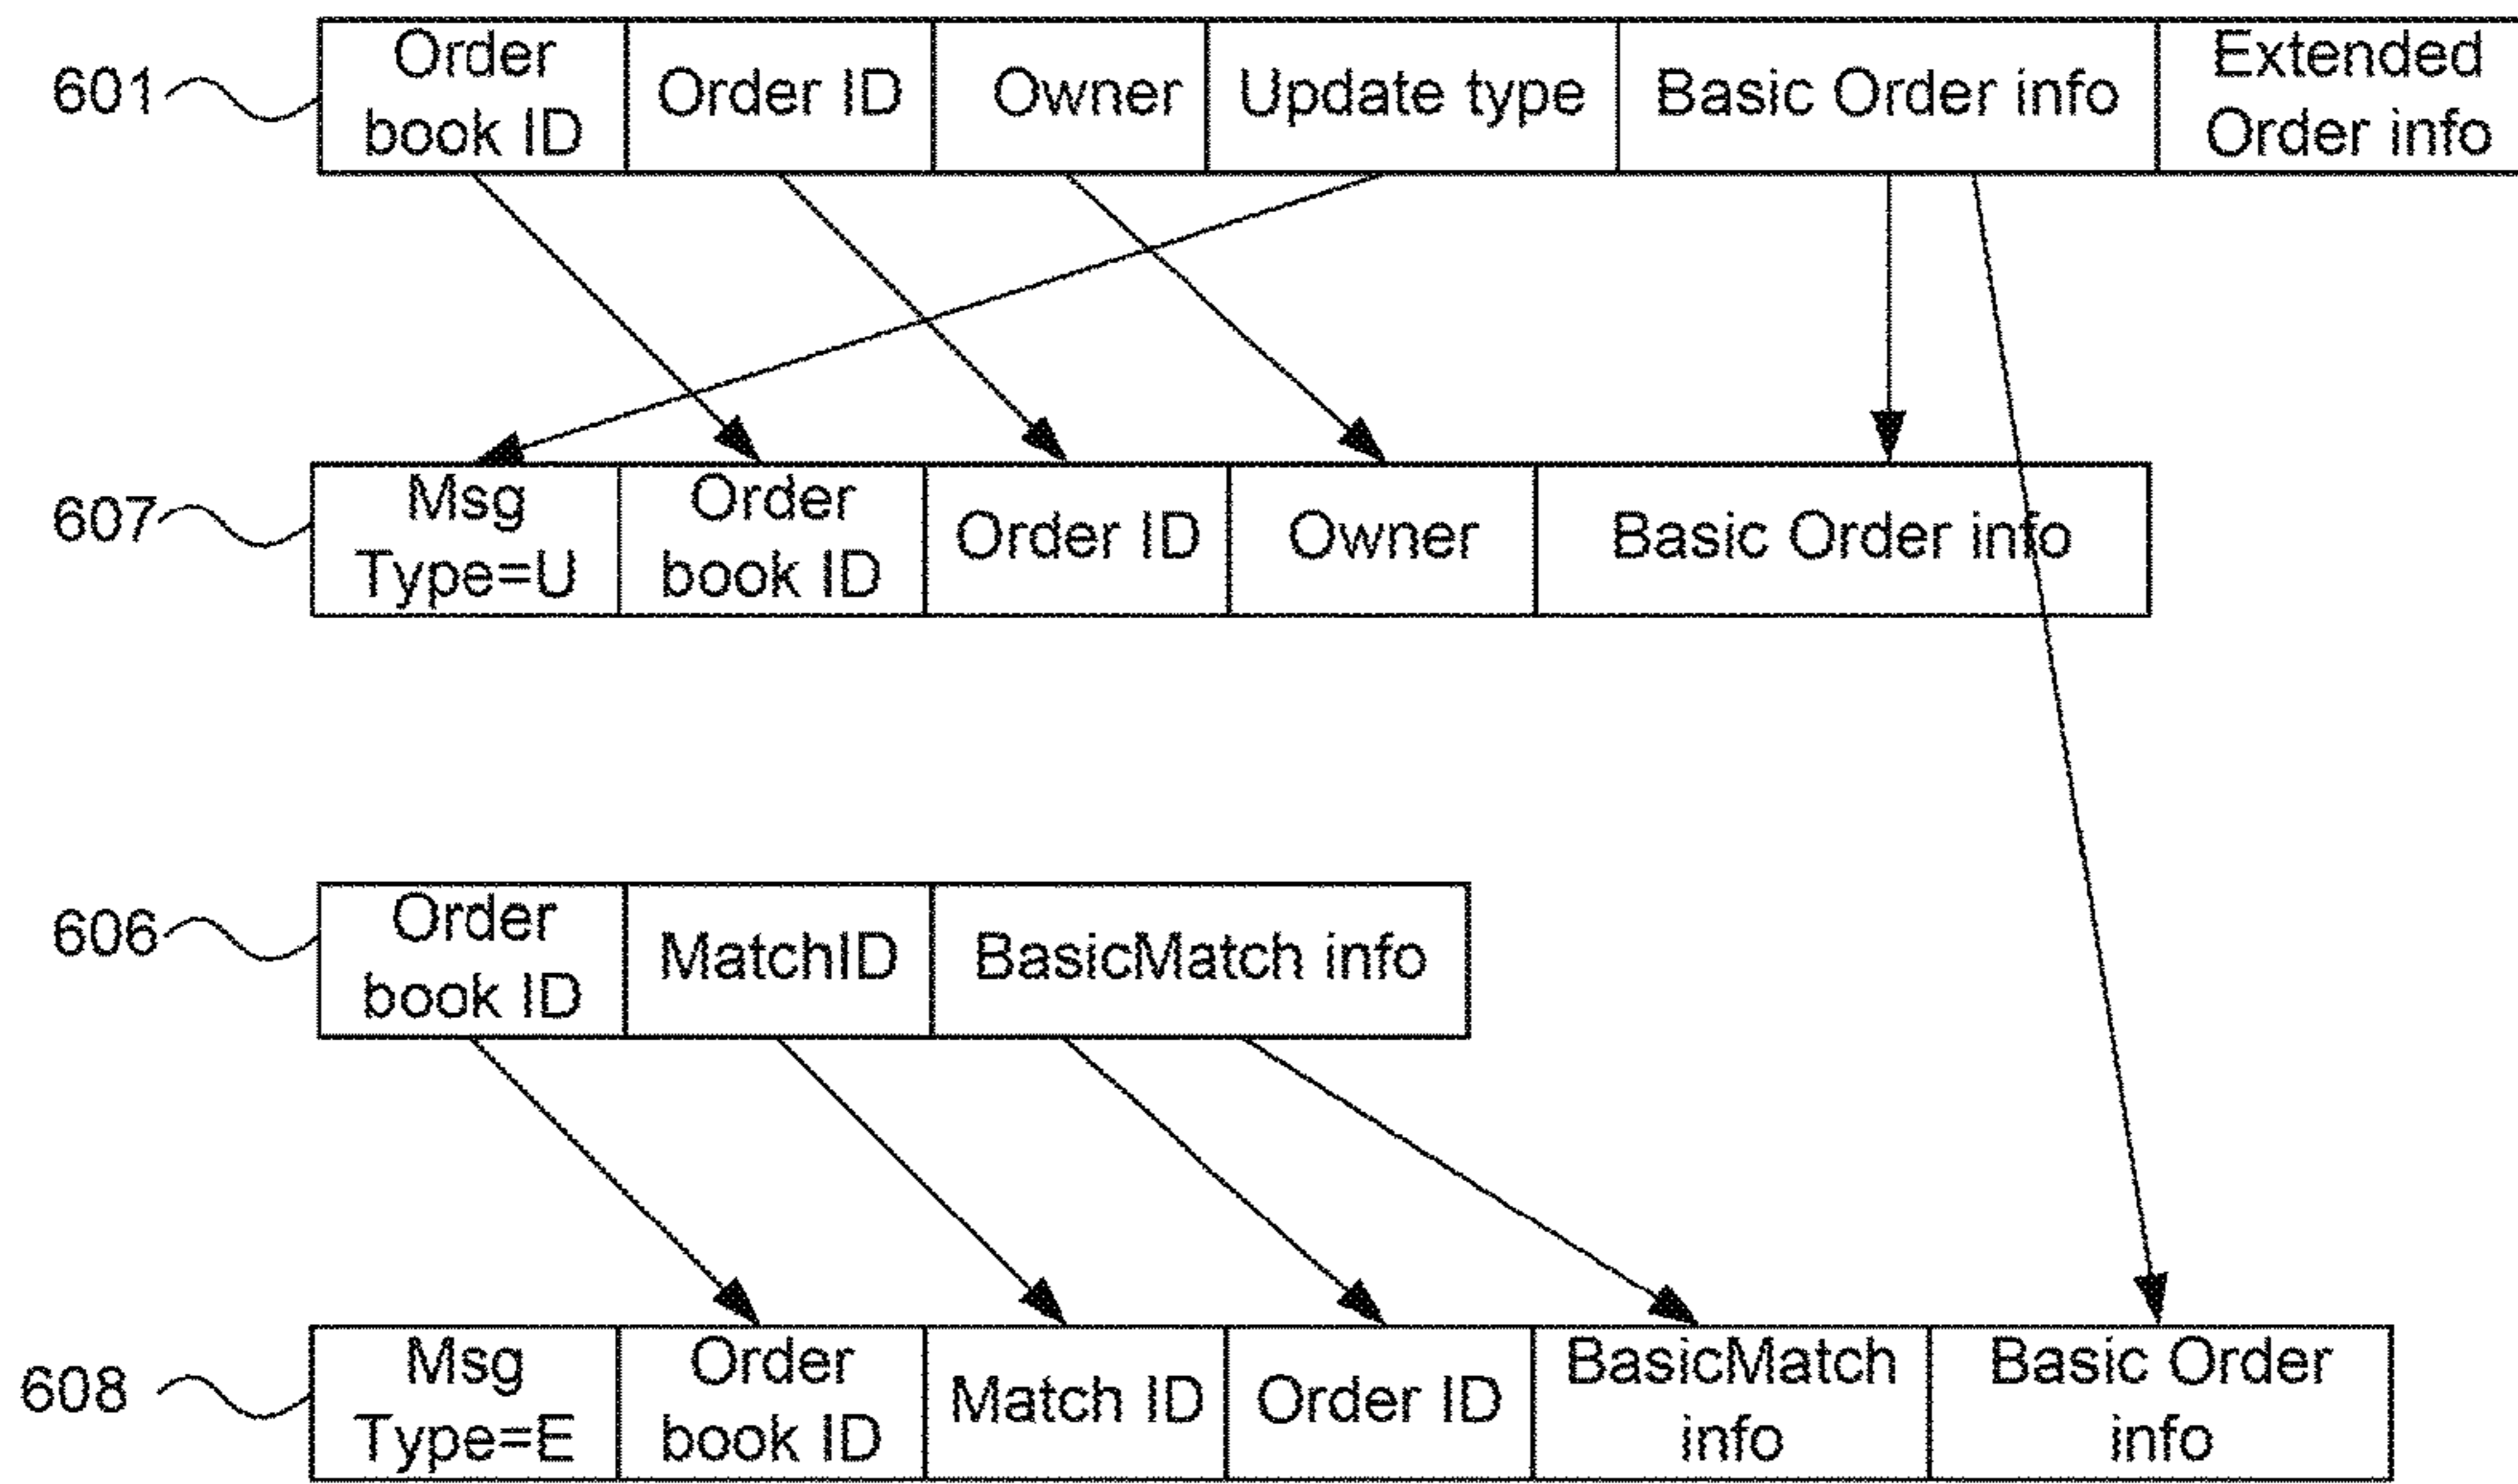 601
Order
book ID
Order ID
Owner
Update type
Basic Order info
Extended
Order info
607
Msg
Type=U
Order
book ID
Order ID
Owner
Basic Order info
606
Order
book ID
MatchID
BasicMatch info
608
Msg
Type=E
Order
book ID
Match ID
Order ID
BasicMatch
info
Basic Order
info